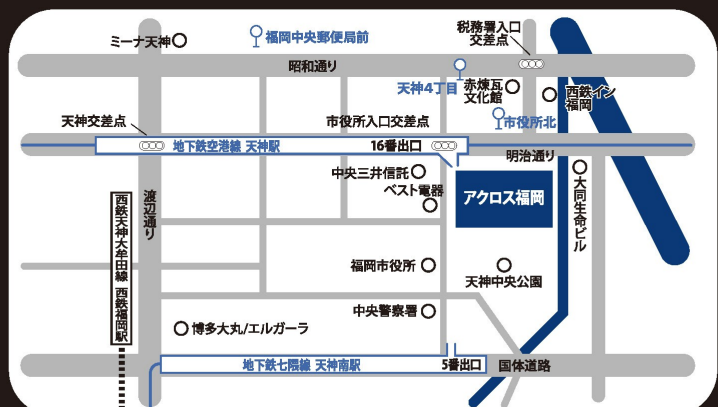 税務署入口
交差点
ミーナ天神
福岡中央郵便局前
昭和通り
天神4丁目
赤煉瓦
文化館
西鉄イン
福岡
市役所北
天神交差点
市役所入口交差点
地下鉄空港線 天神駅
16番出口
明治通り
中央三井信託
ベスト電器
アクロス福岡
大同生命ビル
渡辺通り
西鉄天神大牟田線 西鉄福岡駅
福岡市役所
天神中央公園
中央警察署
博多大丸/エルガーラ
地下鉄七隈線 天神南駅
5番出口
国体道路